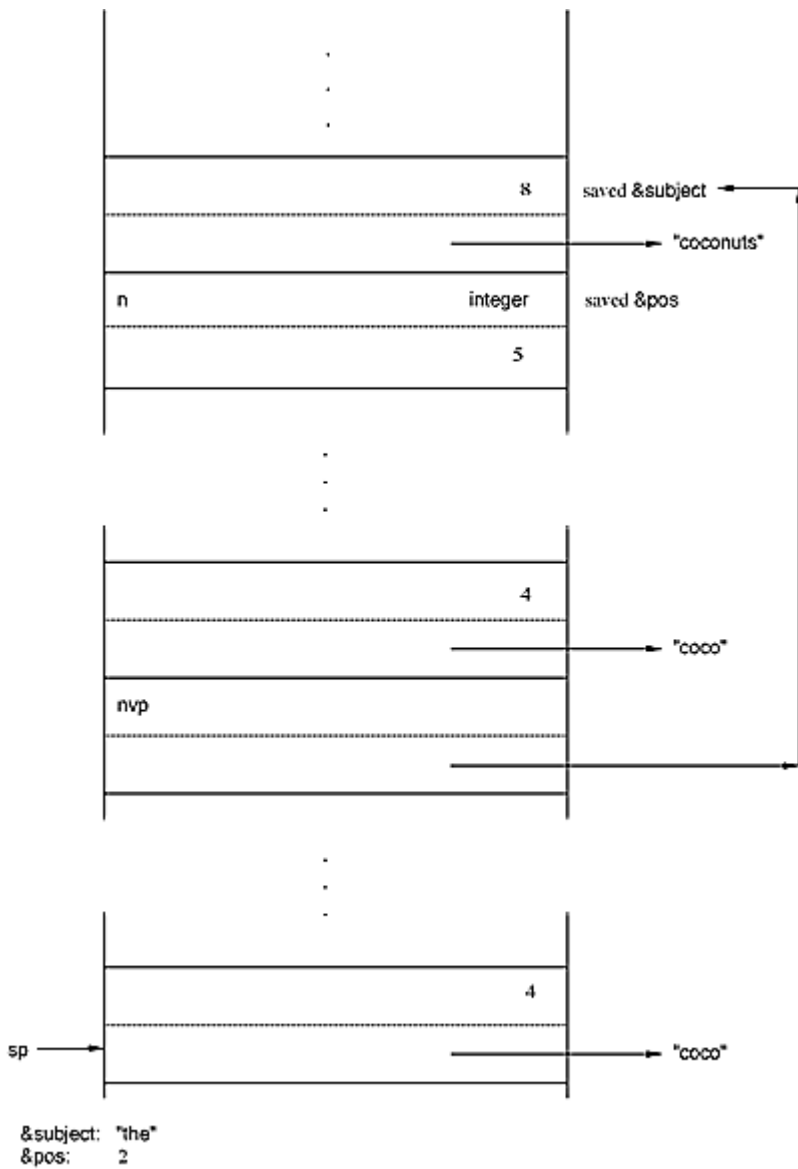 8 saved &subject
"coconuts"
n integer saved &pos
5
4
"coco"
nvp
4
sp "coco"
&subject: "the"
&pos: 2